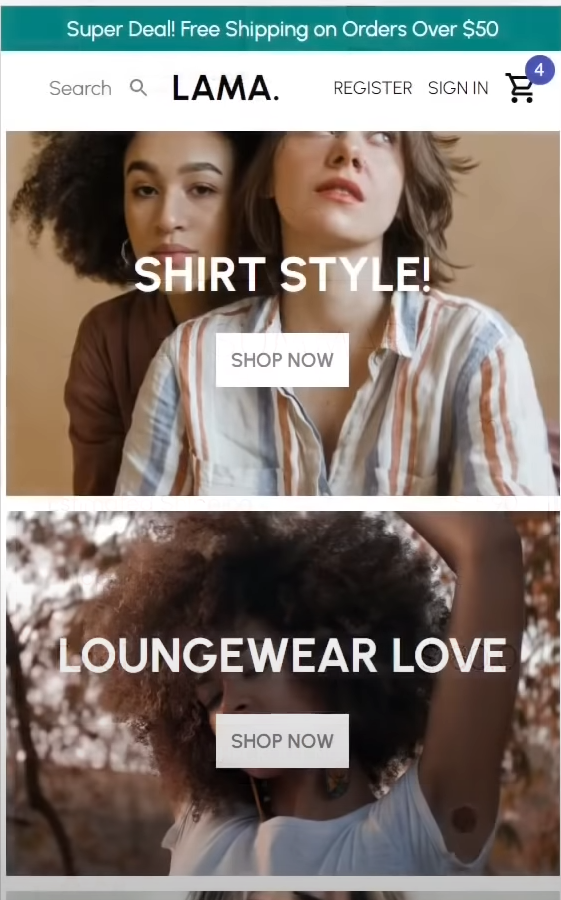 Super Deal! Free Shipping on Orders Over $50
Search LAMA. REGISTER SIGN IN 4
SHIRT STYLE!
SHOP NOW
LOUNGEWEAR LOVE
SHOP NOW